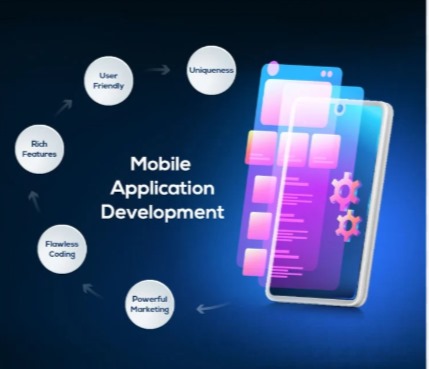 Uniqueness
User
Friendly
Rich
Features
Mobile
Application
Development
Flawless
Coding
Powerful
Marketing